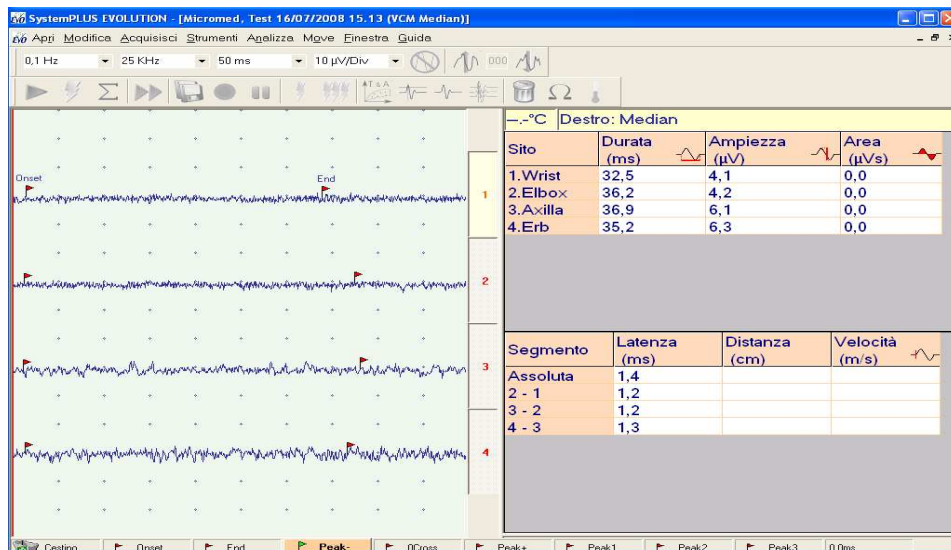 SystemPLUS EVOLUTION - [Micromed, Test 16/07/2008 15.13 (VCM Median)]
Apri Modifica Acquisisci Strumenti Analizza Move Finestra Guida
0,1 Hz 25 KHz 50 ms 10 µV/Div 000
—.-°C Destro: Median
Sito Durata (ms) Ampiezza (µV) Area (µVs)
1.Wrist 32,5 4,1 0,0
2.Elbox 36,2 4,2 0,0
3.Axilla 36,9 6,1 0,0
4.Erb 35,2 6,3 0,0
Onset End 1
2
3
4
Segmento Latenza (ms) Distanza (cm) Velocità (m/s)
Assoluta 1,4
2 - 1 1,2
3 - 2 1,2
4 - 3 1,3
Cestino Onset End Peak- 0Cross Peak+ Peak1 Peak2 Peak3 0.0ms